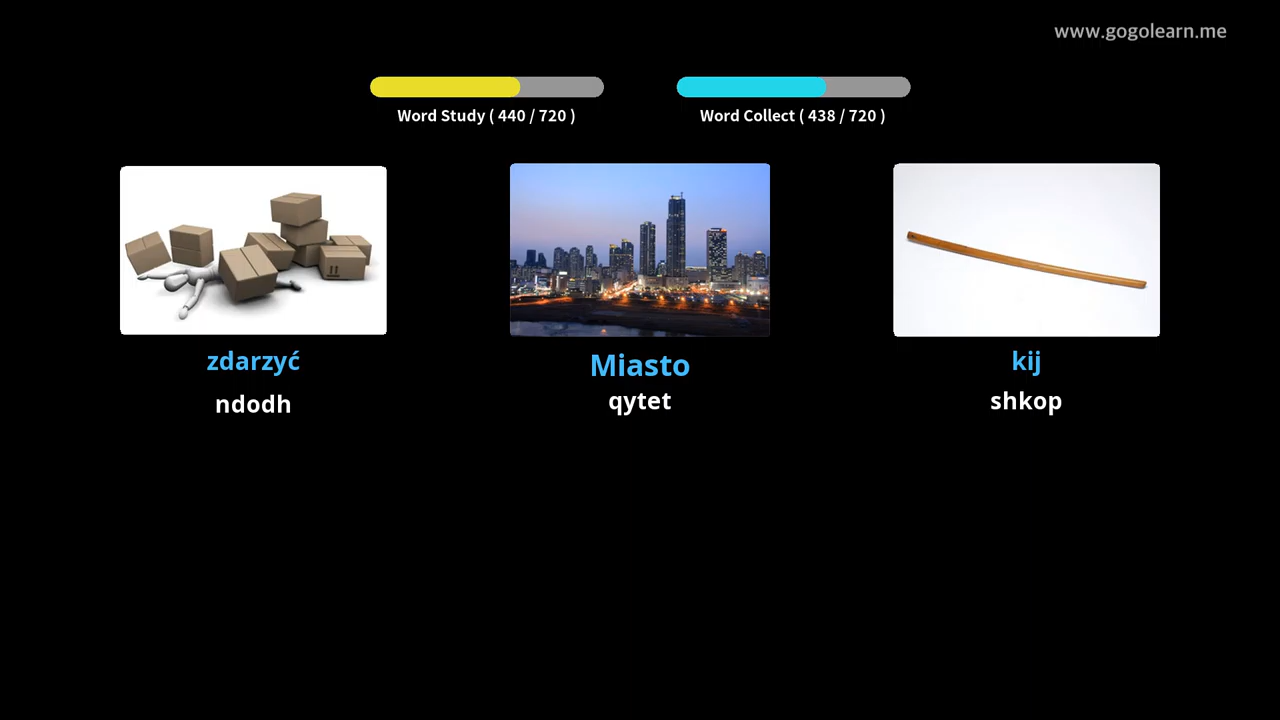 www.gogolearn.me
Word Study ( 440 / 720 )
Word Collect ( 438 / 720 )
zdarzyć
ndodh
Miasto
qytet
kij
shkop